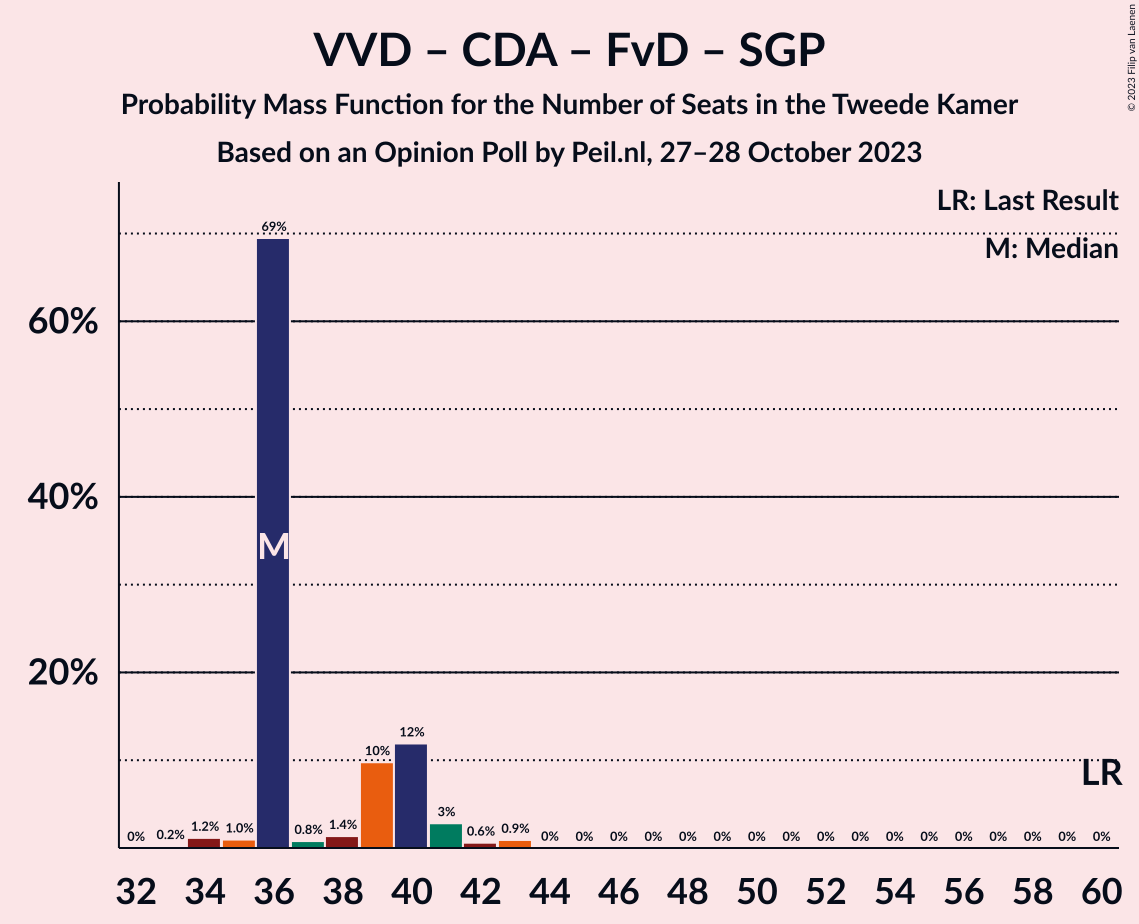 VVD – CDA – FvD – SGP
Probability Mass Function for the Number of Seats in the Tweede Kamer
Based on an Opinion Poll by Peil.nl, 27–28 October 2023
© 2023 Filip van Laenen
LR: Last Result
M: Median
60%
40%
20%
0% 0.2% 1.2% 1.0% 69% 0.8% 1.4% 10% 12% 3% 0.6% 0.9% 0% 0% 0% 0% 0% 0% 0% 0% 0% 0% 0% 0% 0% 0% 0% 0% 0%
M
LR
32 34 36 38 40 42 44 46 48 50 52 54 56 58 60